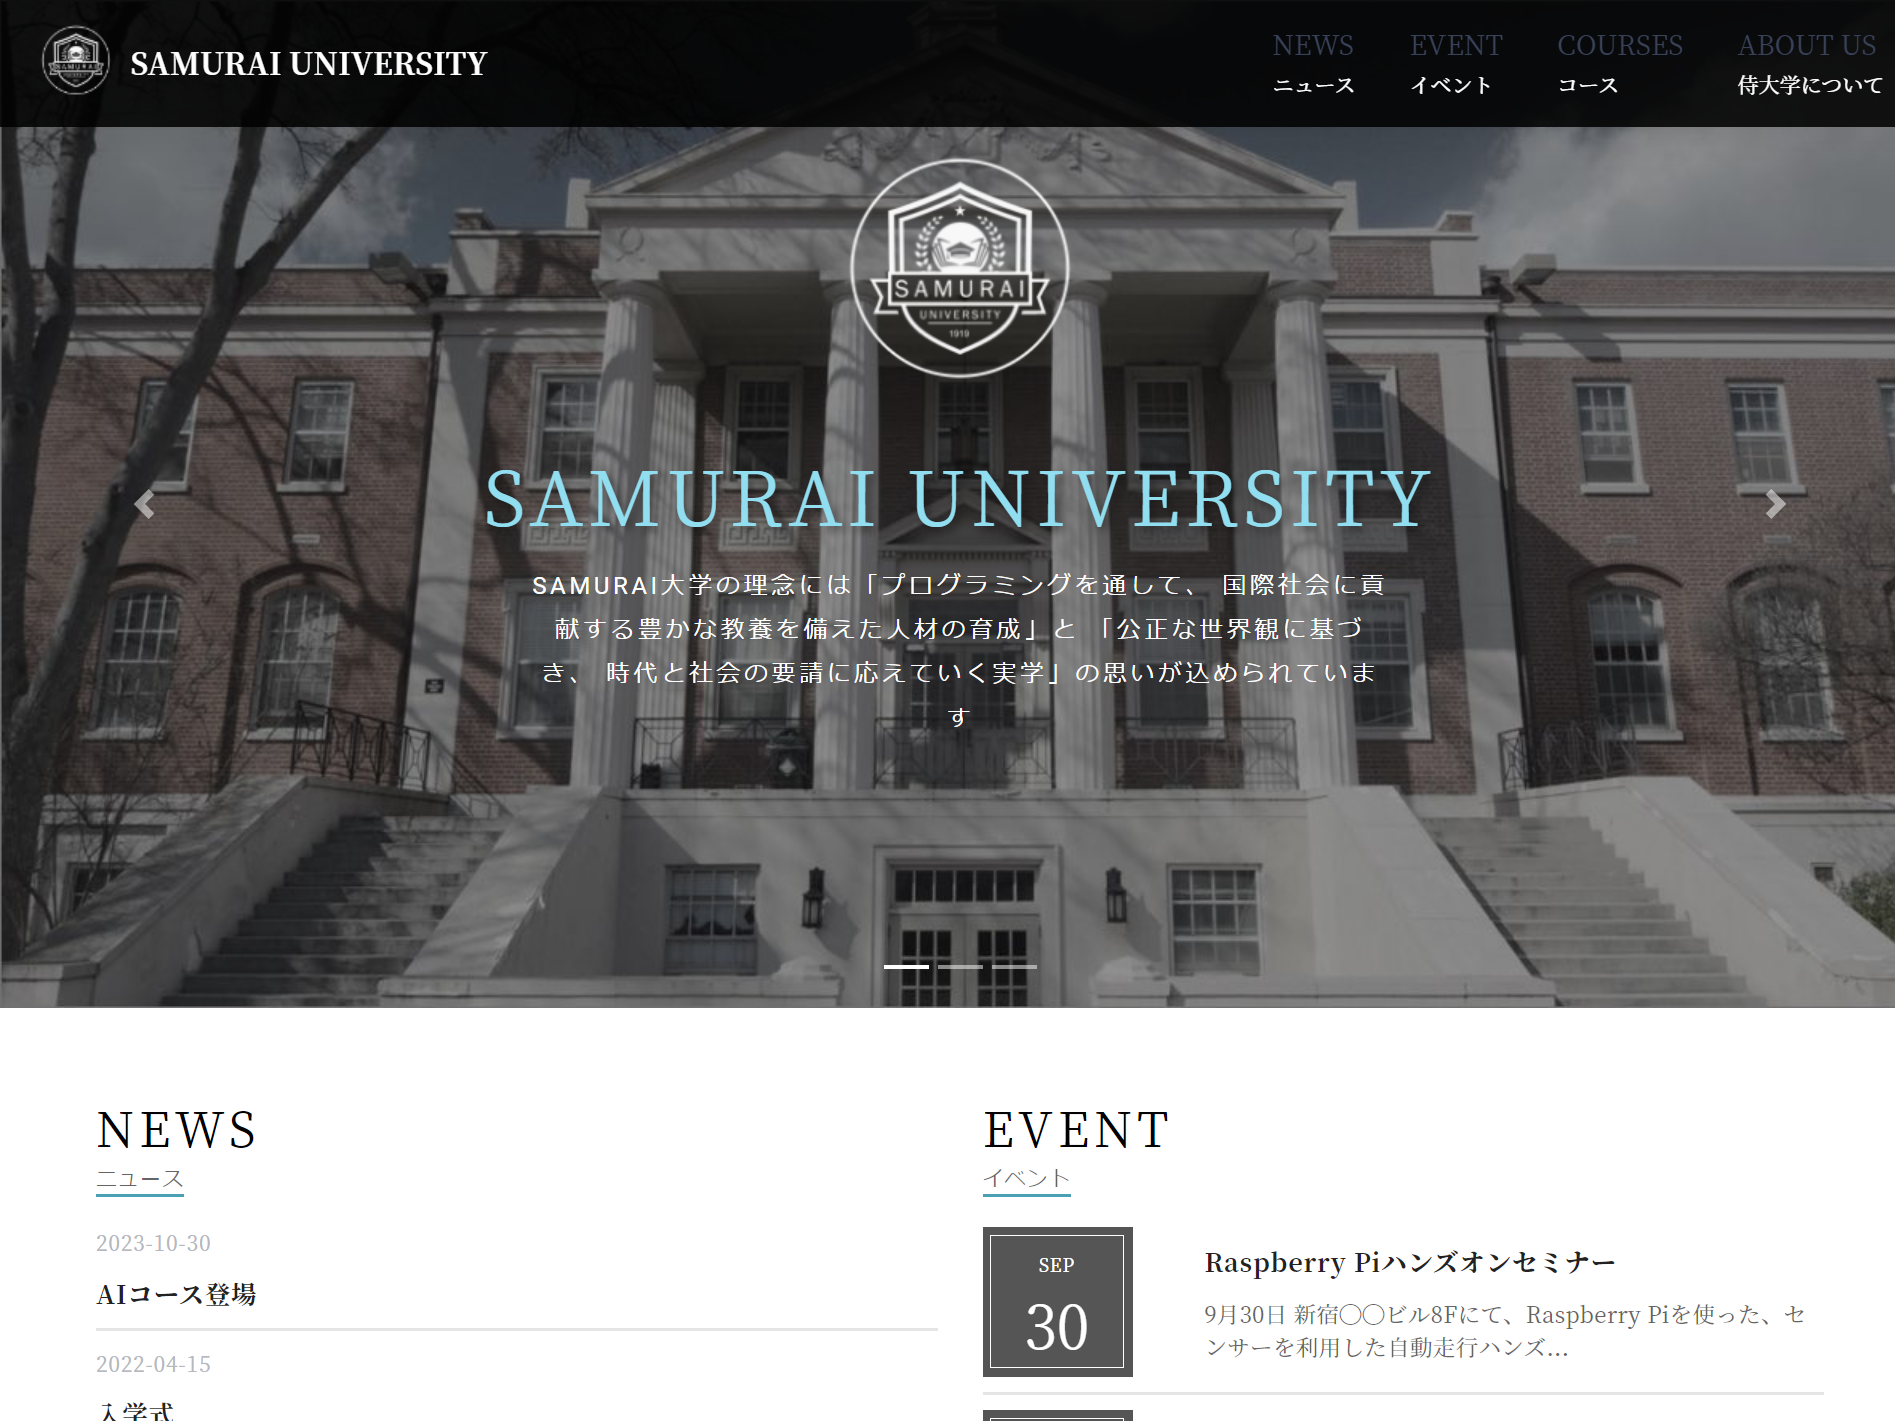 SAMURAI UNIVERSITY
NEWS
ニュース
EVENT
イベント
COURSES
コース
ABOUT US
侍大学について
SAMURAI
UNIVERSITY
1919
SAMURAI UNIVERSITY
SAMURAI大学の理念には「プログラミングを通して、 国際社会に貢
献する豊かな教養を備えた人材の育成」と 「公正な世界観に基づ
き、 時代と社会の要請に応えていく実学」の思いが込められていま
す
NEWS
ニュース
2023-10-30
AIコース登場
2022-04-15
入学式
EVENT
イベント
SEP
30
Raspberry Piハンズオンセミナー
9月30日 新宿◯◯ビル8Fにて、Raspberry Piを使った、セ
ンサーを利用した自動走行ハンズ...